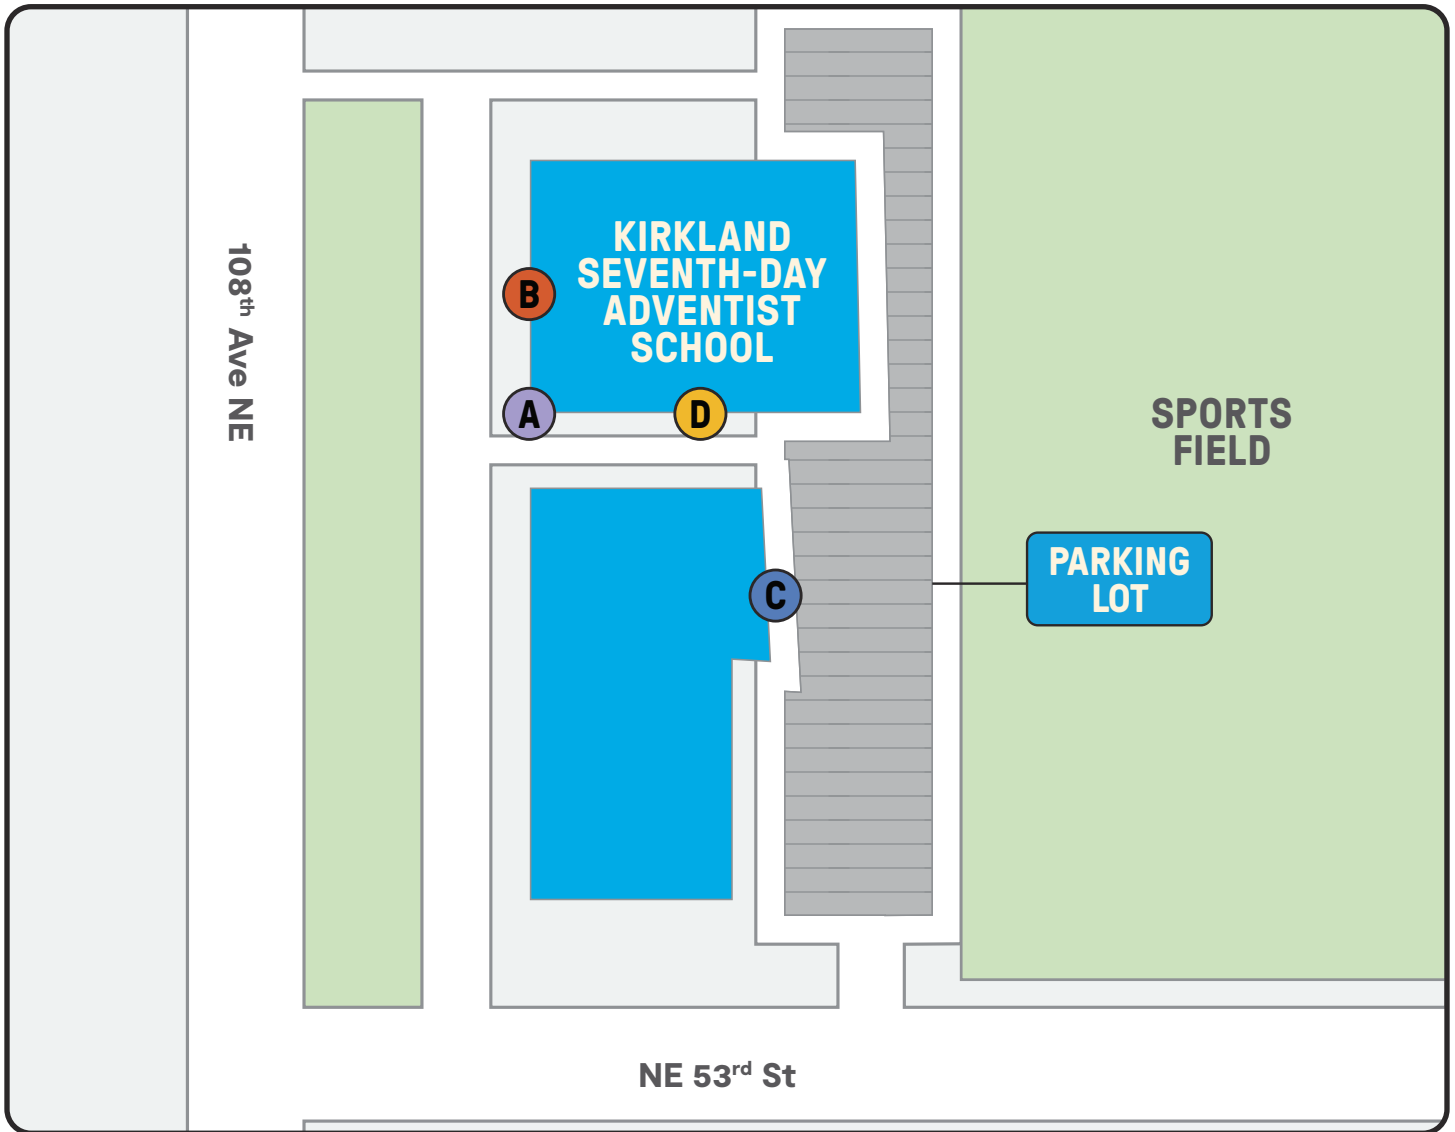 KIRKLAND
SEVENTH-DAY
ADVENTIST
SCHOOL
B
A
D
108th Ave NE
SPORTS
FIELD
PARKING
LOT
C
NE 53rd St